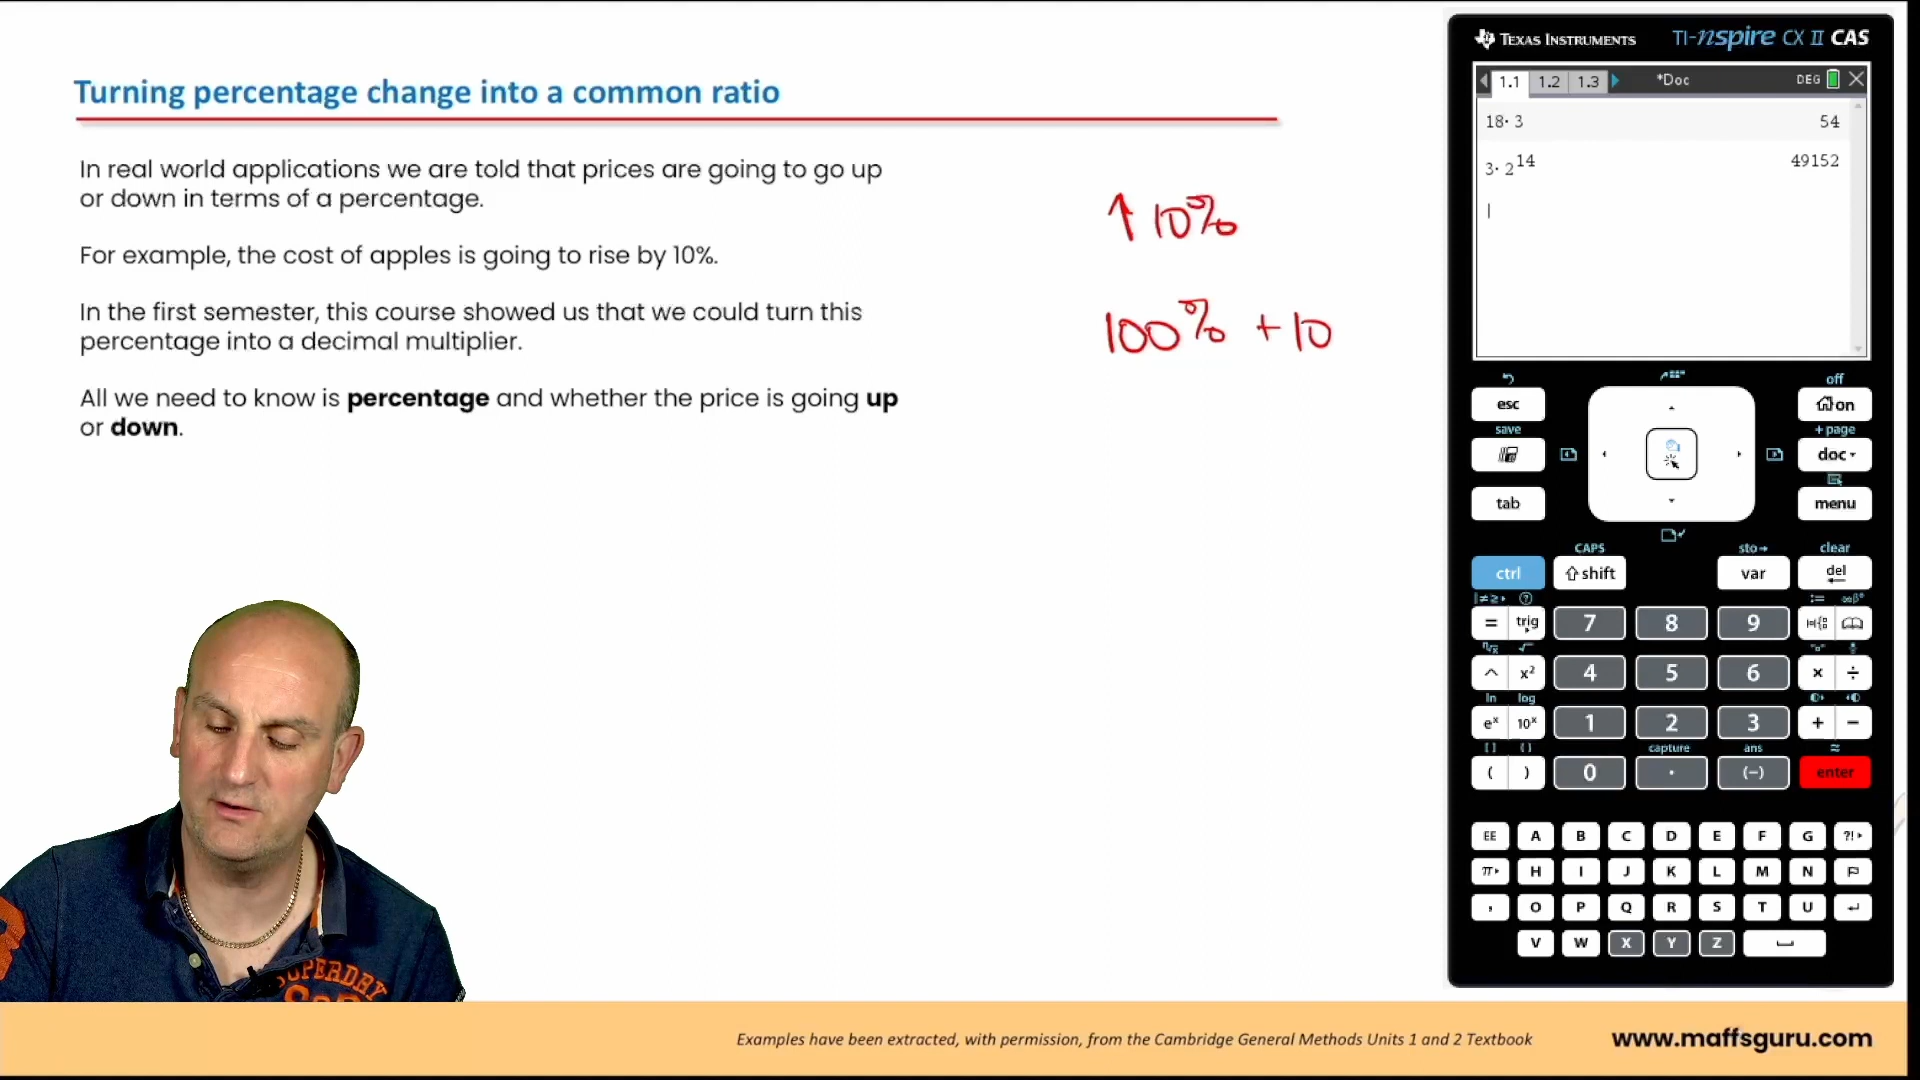 Turning percentage change into a common ratio
In real world applications we are told that prices are going to go up
or down in terms of a percentage.
For example, the cost of apples is going to rise by 10%.
In the first semester, this course showed us that we could turn this
percentage into a decimal multiplier.
All we need to know is percentage and whether the price is going up
or down.
↑ 10%
100% + 10
TEXAS INSTRUMENTS TI-nspire CX II CAS
1.1 1.2 1.3 *Doc DEG
18·3 54
3·2^14 49152
off
esc on
save + page
doc
tab menu
CAPS sto→ clear
ctrl shift var del
= trig 7 8 9
^ x² 4 5 6 × ÷
ln log
eˣ 10ˣ 1 2 3 + −
[ ] { } capture ans ≈
( ) 0 . (−) enter
EE A B C D E F G ?!
π H I J K L M N
, O P Q R S T U
V W X Y Z
SUPERDRY
Examples have been extracted, with permission, from the Cambridge General Methods Units 1 and 2 Textbook
www.maffsguru.com